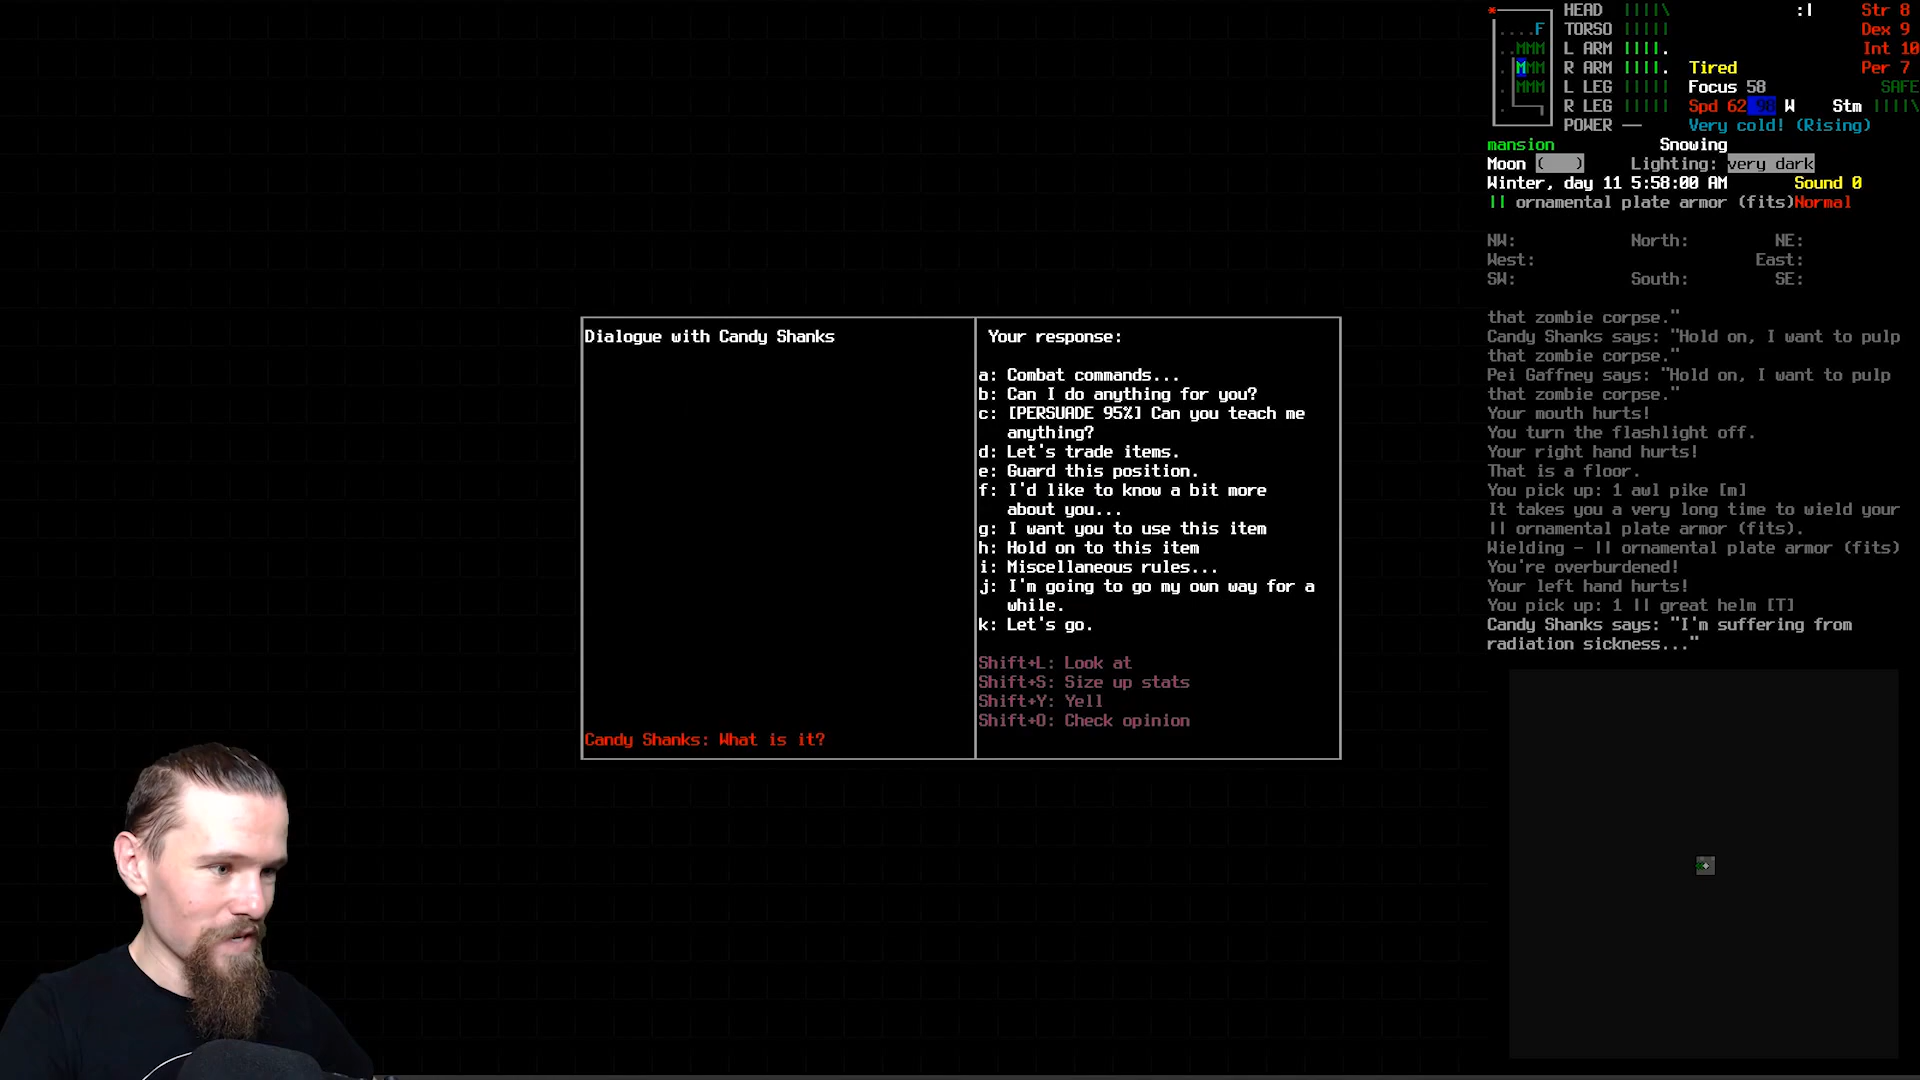 Dialogue with Candy Shanks
Candy Shanks: What is it?
Your response:
a: Combat commands...
b: Can I do anything for you?
c: [PERSUADE 95%] Can you teach me
anything?
d: Let's trade items.
e: Guard this position.
f: I'd like to know a bit more
about you...
g: I want you to use this item
h: Hold on to this item
i: Miscellaneous rules...
j: I'm going to go my own way for a
while.
k: Let's go.
Shift+L: Look at
Shift+S: Size up stats
Shift+Y: Yell
Shift+O: Check opinion
HEAD ||||\ :| Str 8
....F TORSO ||||| Dex 9
..MMM L ARM ||||. Int 10
. MMM R ARM ||||. Tired Per 7
. MMM L LEG ||||| Focus 58 SAFE
. R LEG ||||| Spd 62 98 W Stm ||||\
POWER — Very cold! (Rising)
mansion Snowing
Moon (   ) Lighting: very dark
Winter, day 11 5:58:00 AM Sound 0
|| ornamental plate armor (fits)Normal
NW: North: NE:
West: East:
SW: South: SE:
that zombie corpse."
Candy Shanks says: "Hold on, I want to pulp
that zombie corpse."
Pei Gaffney says: "Hold on, I want to pulp
that zombie corpse."
Your mouth hurts!
You turn the flashlight off.
Your right hand hurts!
That is a floor.
You pick up: 1 awl pike [m]
It takes you a very long time to wield your
|| ornamental plate armor (fits).
Wielding - || ornamental plate armor (fits)
You're overburdened!
Your left hand hurts!
You pick up: 1 || great helm [T]
Candy Shanks says: "I'm suffering from
radiation sickness..."